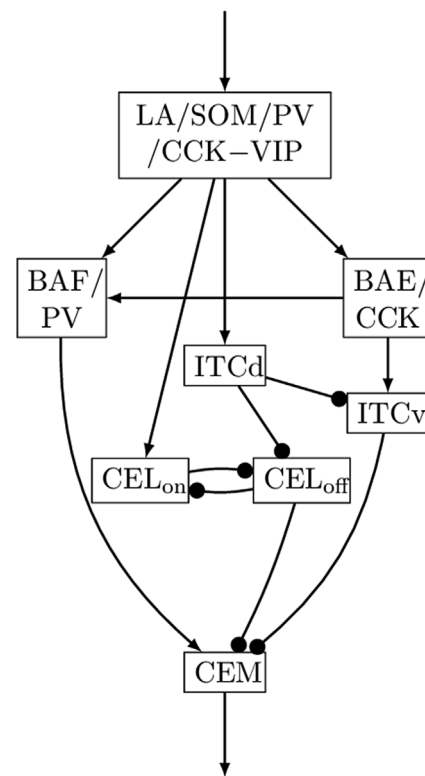 LA/SOM/PV
/CCK−VIP
BAF/
PV
BAE/
CCK
ITCd
ITCv
CELon
CELoff
CEM